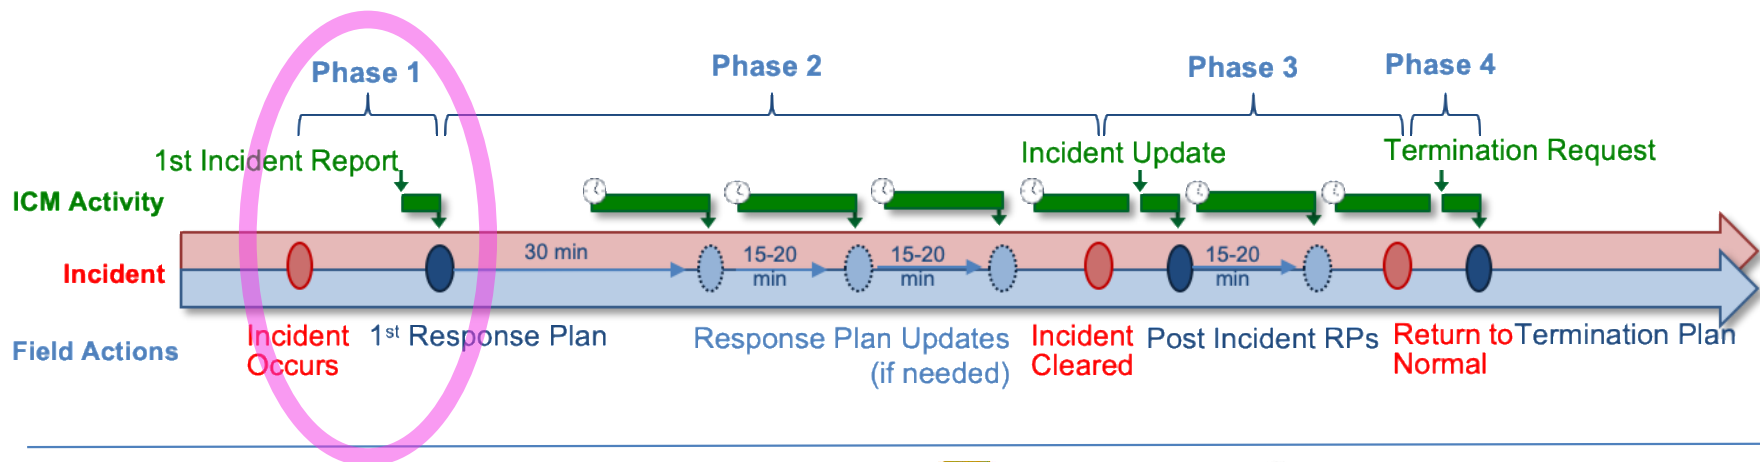 Phase 1
Phase 2
Phase 3
Phase 4
1st Incident Report
Incident Update
Termination Request
ICM Activity
Incident
30 min
15-20
min
15-20
min
15-20
min
Field Actions
Incident
Occurs
1st Response Plan
Response Plan Updates
(if needed)
Incident
Cleared
Post Incident RPs
Return to
Normal
Termination Plan